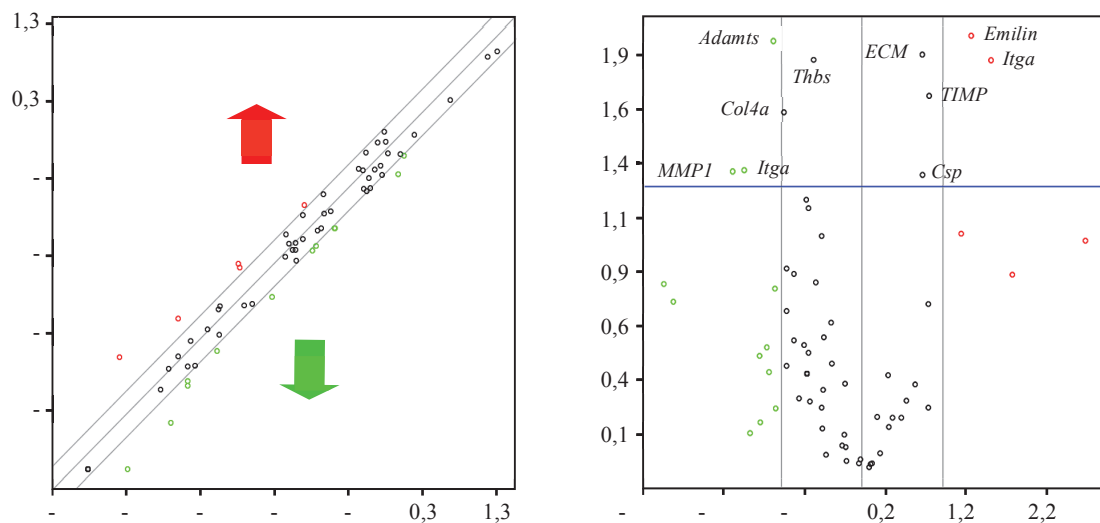 1,3
0,3
-
-
-
-
- - - - - 0,3 1,3
1,9
1,6
1,4
1,1
0,9
0,6
0,4
0,1
Adamts
Thbs
Col4a
MMP1
Itga
ECM
Emilin
Itga
TIMP
Csp
- - - 0,2 1,2 2,2